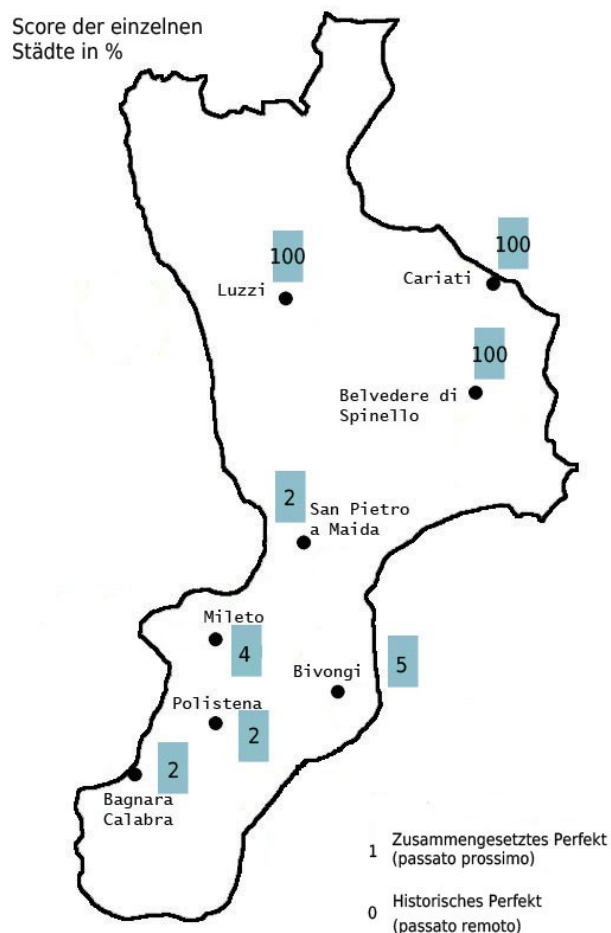 Score der einzelnen
Städte in %
100
Cariati
100
Luzzi
100
Belvedere di
Spinello
2
San Pietro
a Maida
Mileto
4
Bivongi
5
Polistena
2
2
Bagnara
Calabra
1 Zusammengesetztes Perfekt
(passato prossimo)
0 Historisches Perfekt
(passato remoto)